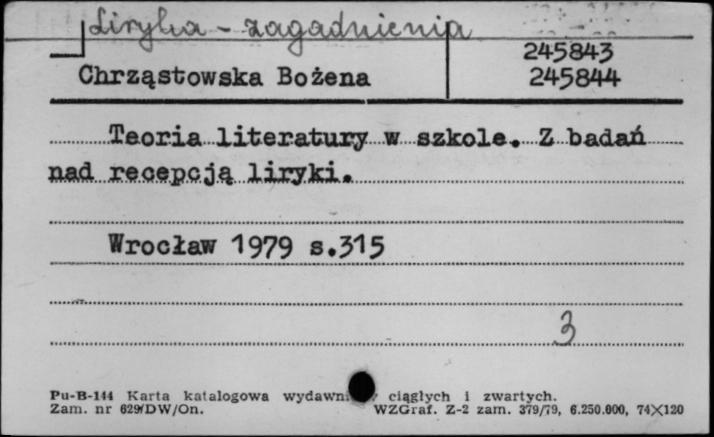 Liryka - zagadnienia
245843
Chrząstowska Bożena 245844
Teoria literatury w szkole. Z badań
nad recepcją liryki.
Wrocław 1979 s.315
3
Pu-B-144 Karta katalogowa ciągłych i zwartych.
Zam. nr 629/DW/On. WZGraf. Z-2 zam. 379/79, 6.250.000, 74X120